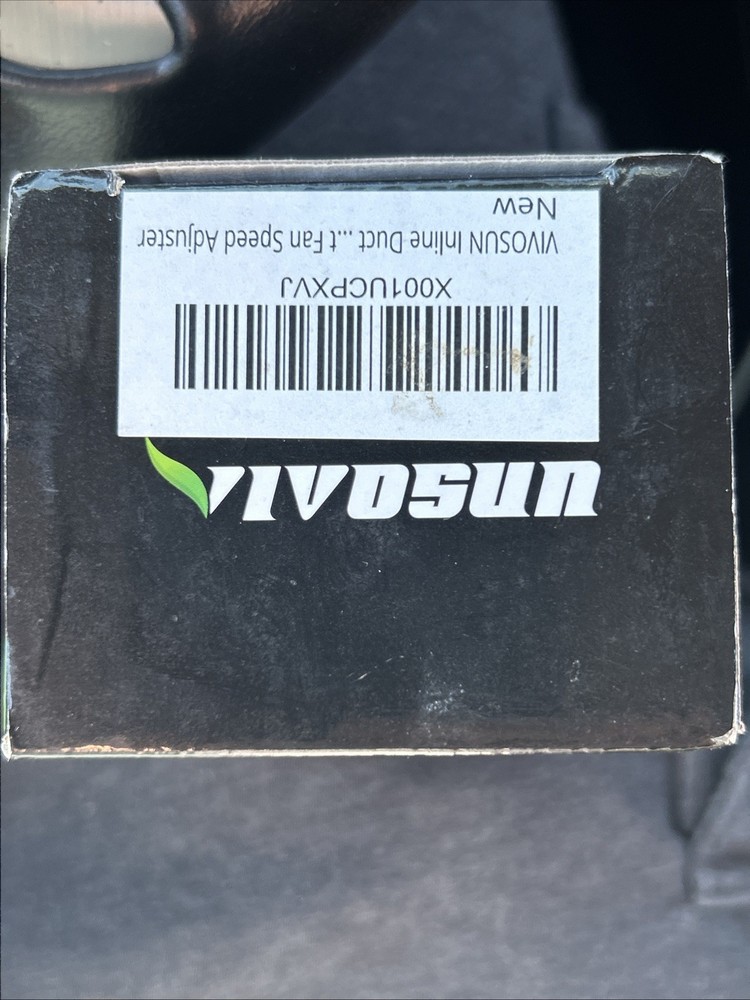 X001UCPXVJ
VIVOSUN Inline Duct ...t Fan Speed Adjuster
New
VIVOSUN